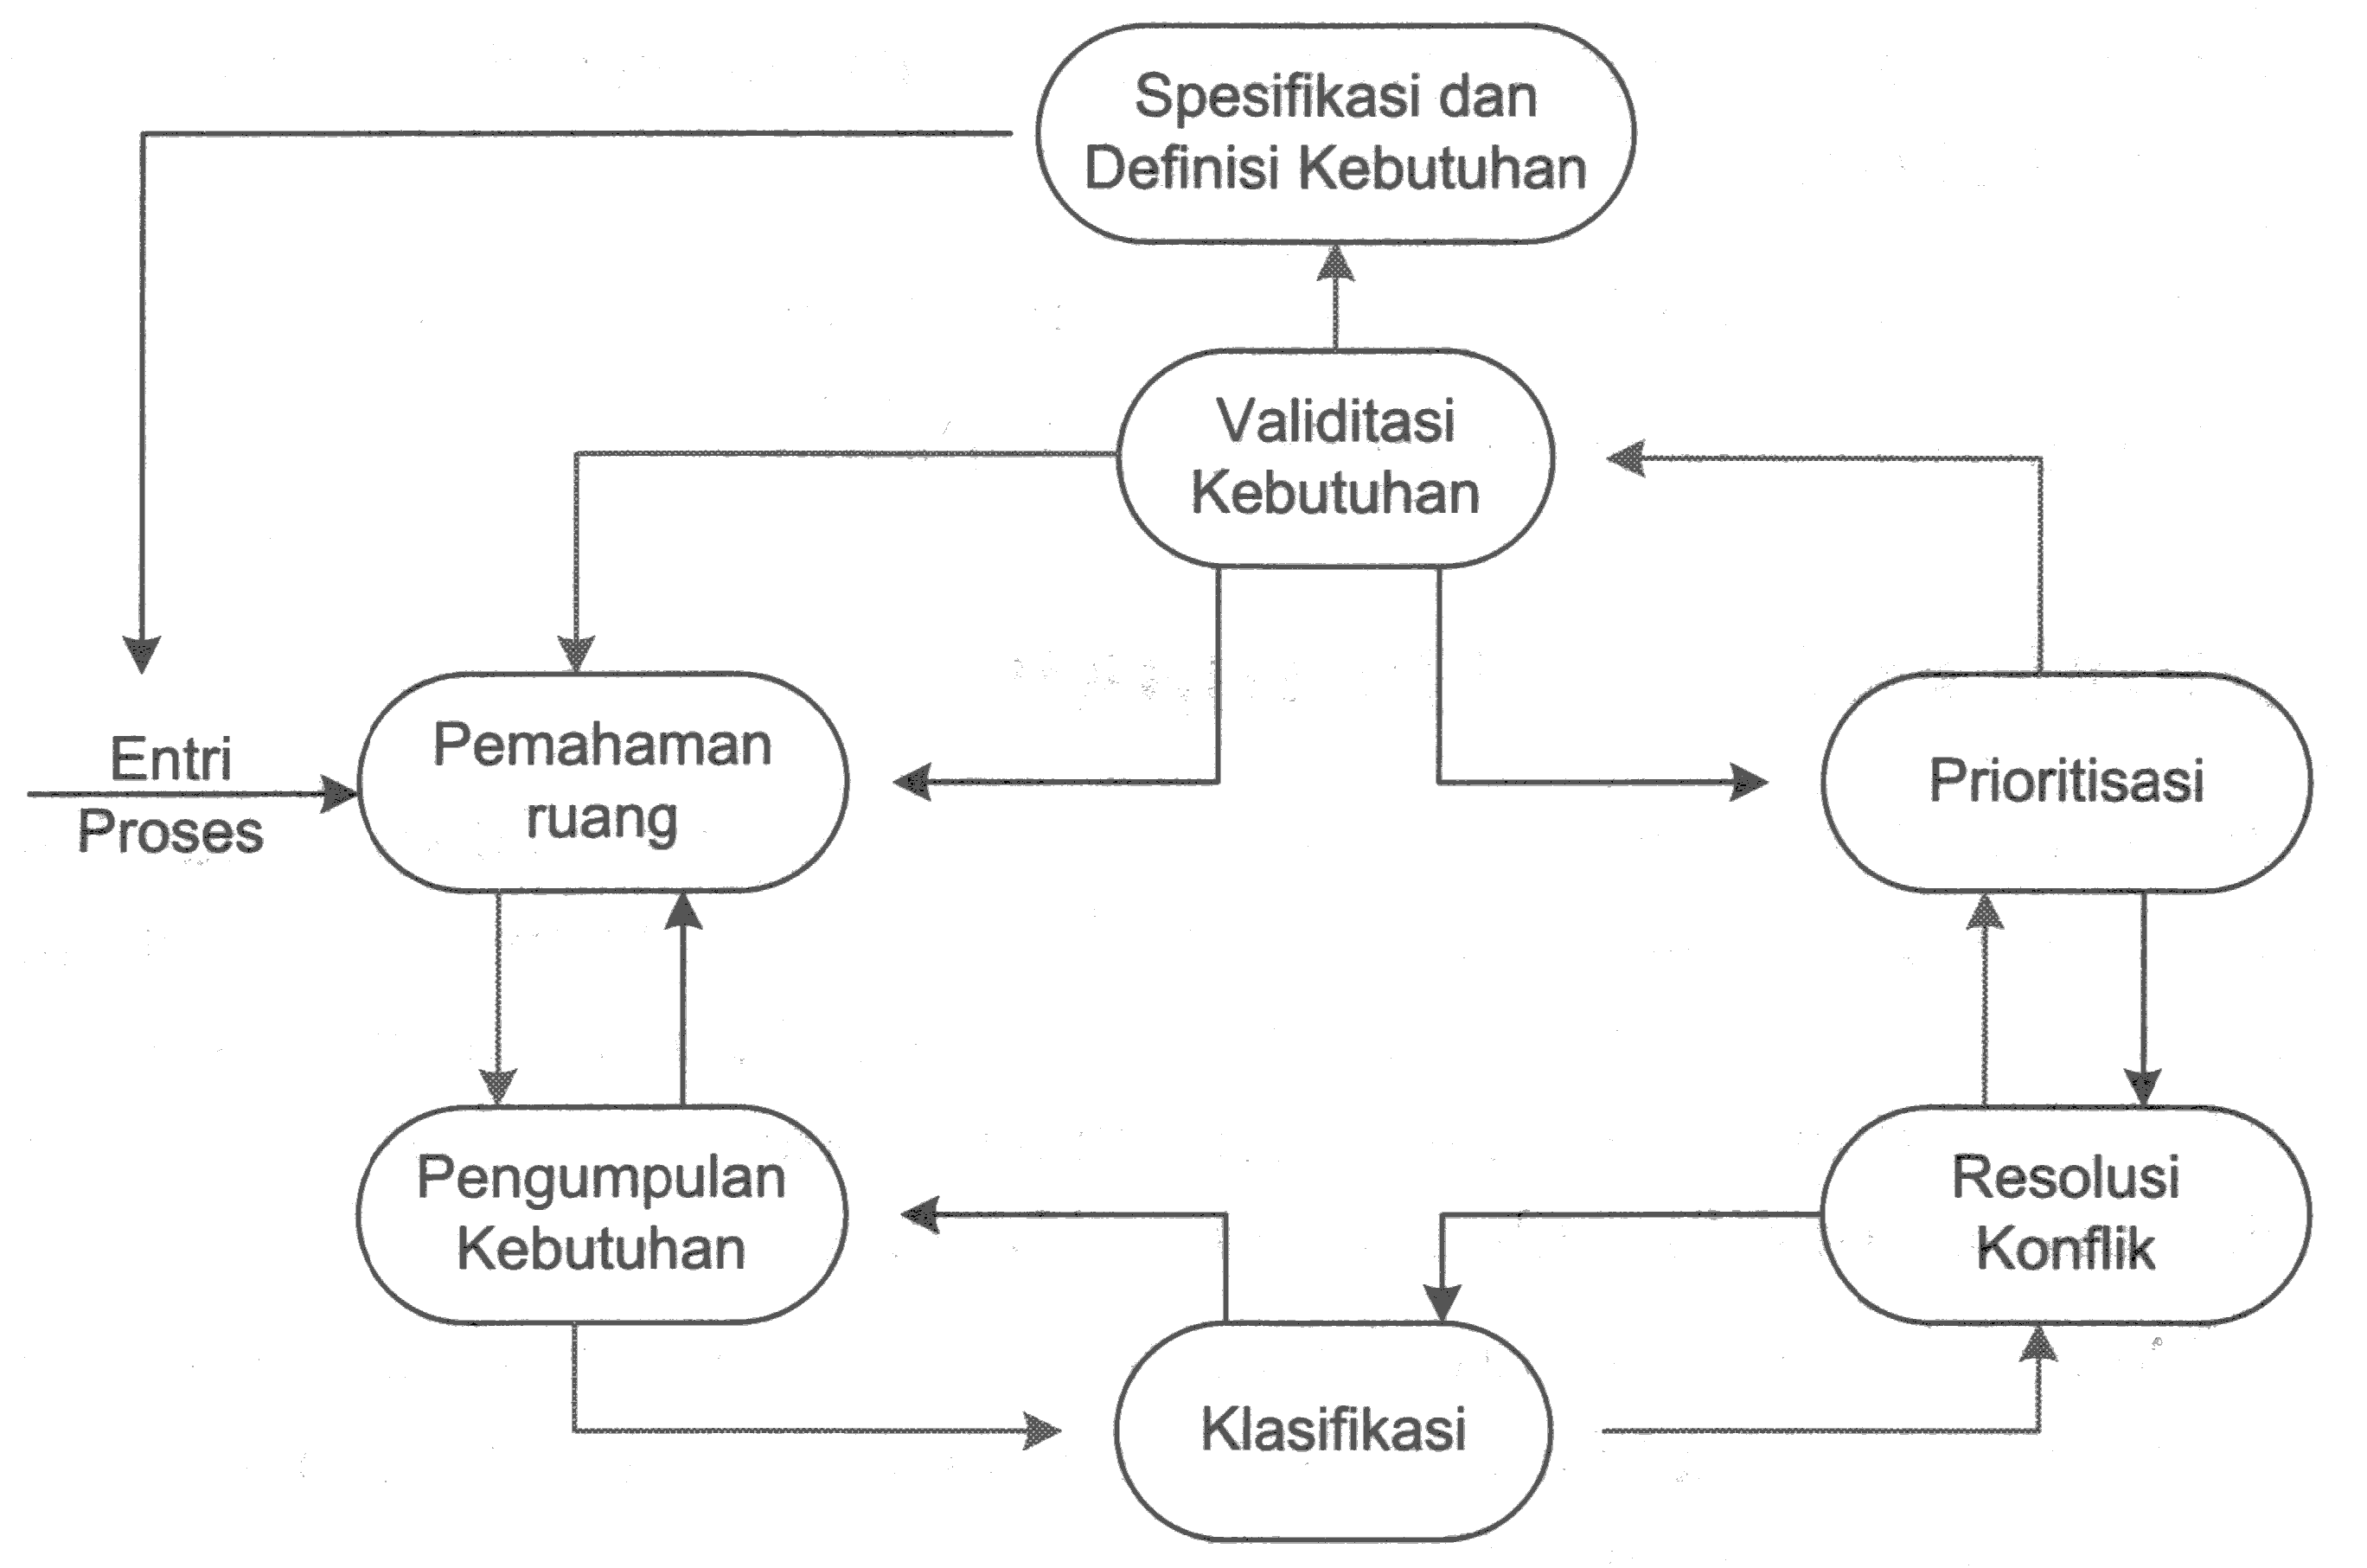 Spesifikasi dan
Definisi Kebutuhan
Validitasi
Kebutuhan
Entri
Proses
Pemahaman
ruang
Prioritisasi
Pengumpulan
Kebutuhan
Resolusi
Konflik
Klasifikasi